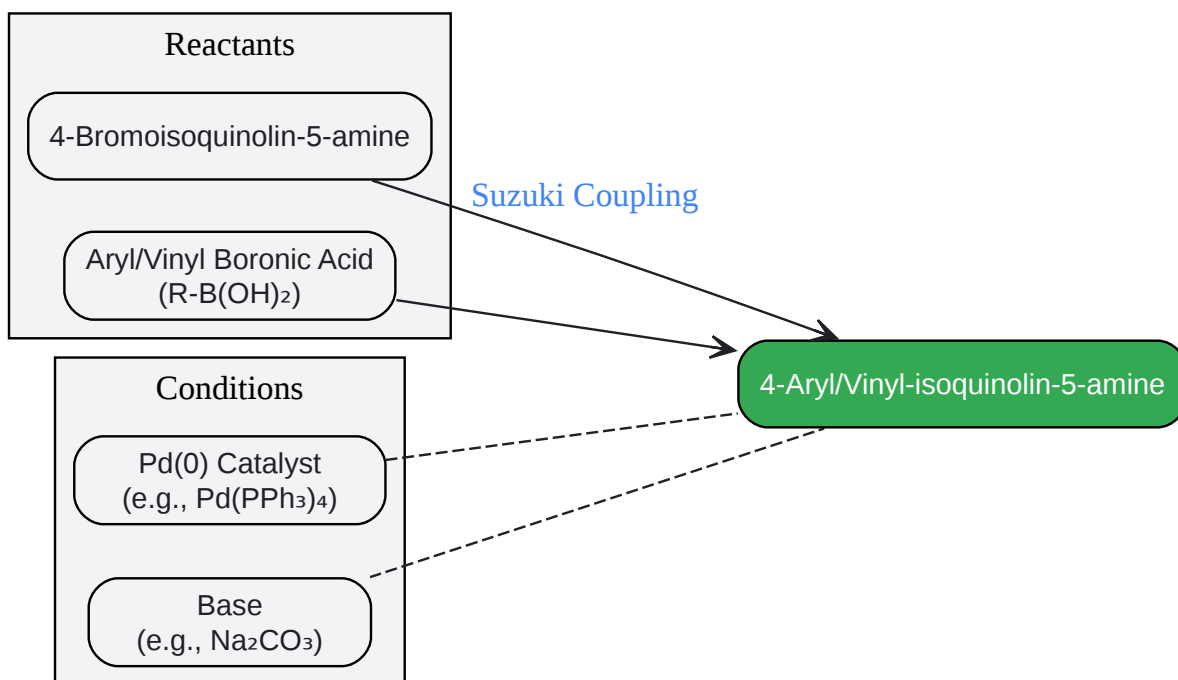 Reactants
4-Bromoisoquinolin-5-amine
Suzuki Coupling
Aryl/Vinyl Boronic Acid
(R-B(OH)₂)
4-Aryl/Vinyl-isoquinolin-5-amine
Conditions
Pd(0) Catalyst
(e.g., Pd(PPh₃)₄)
Base
(e.g., Na₂CO₃)